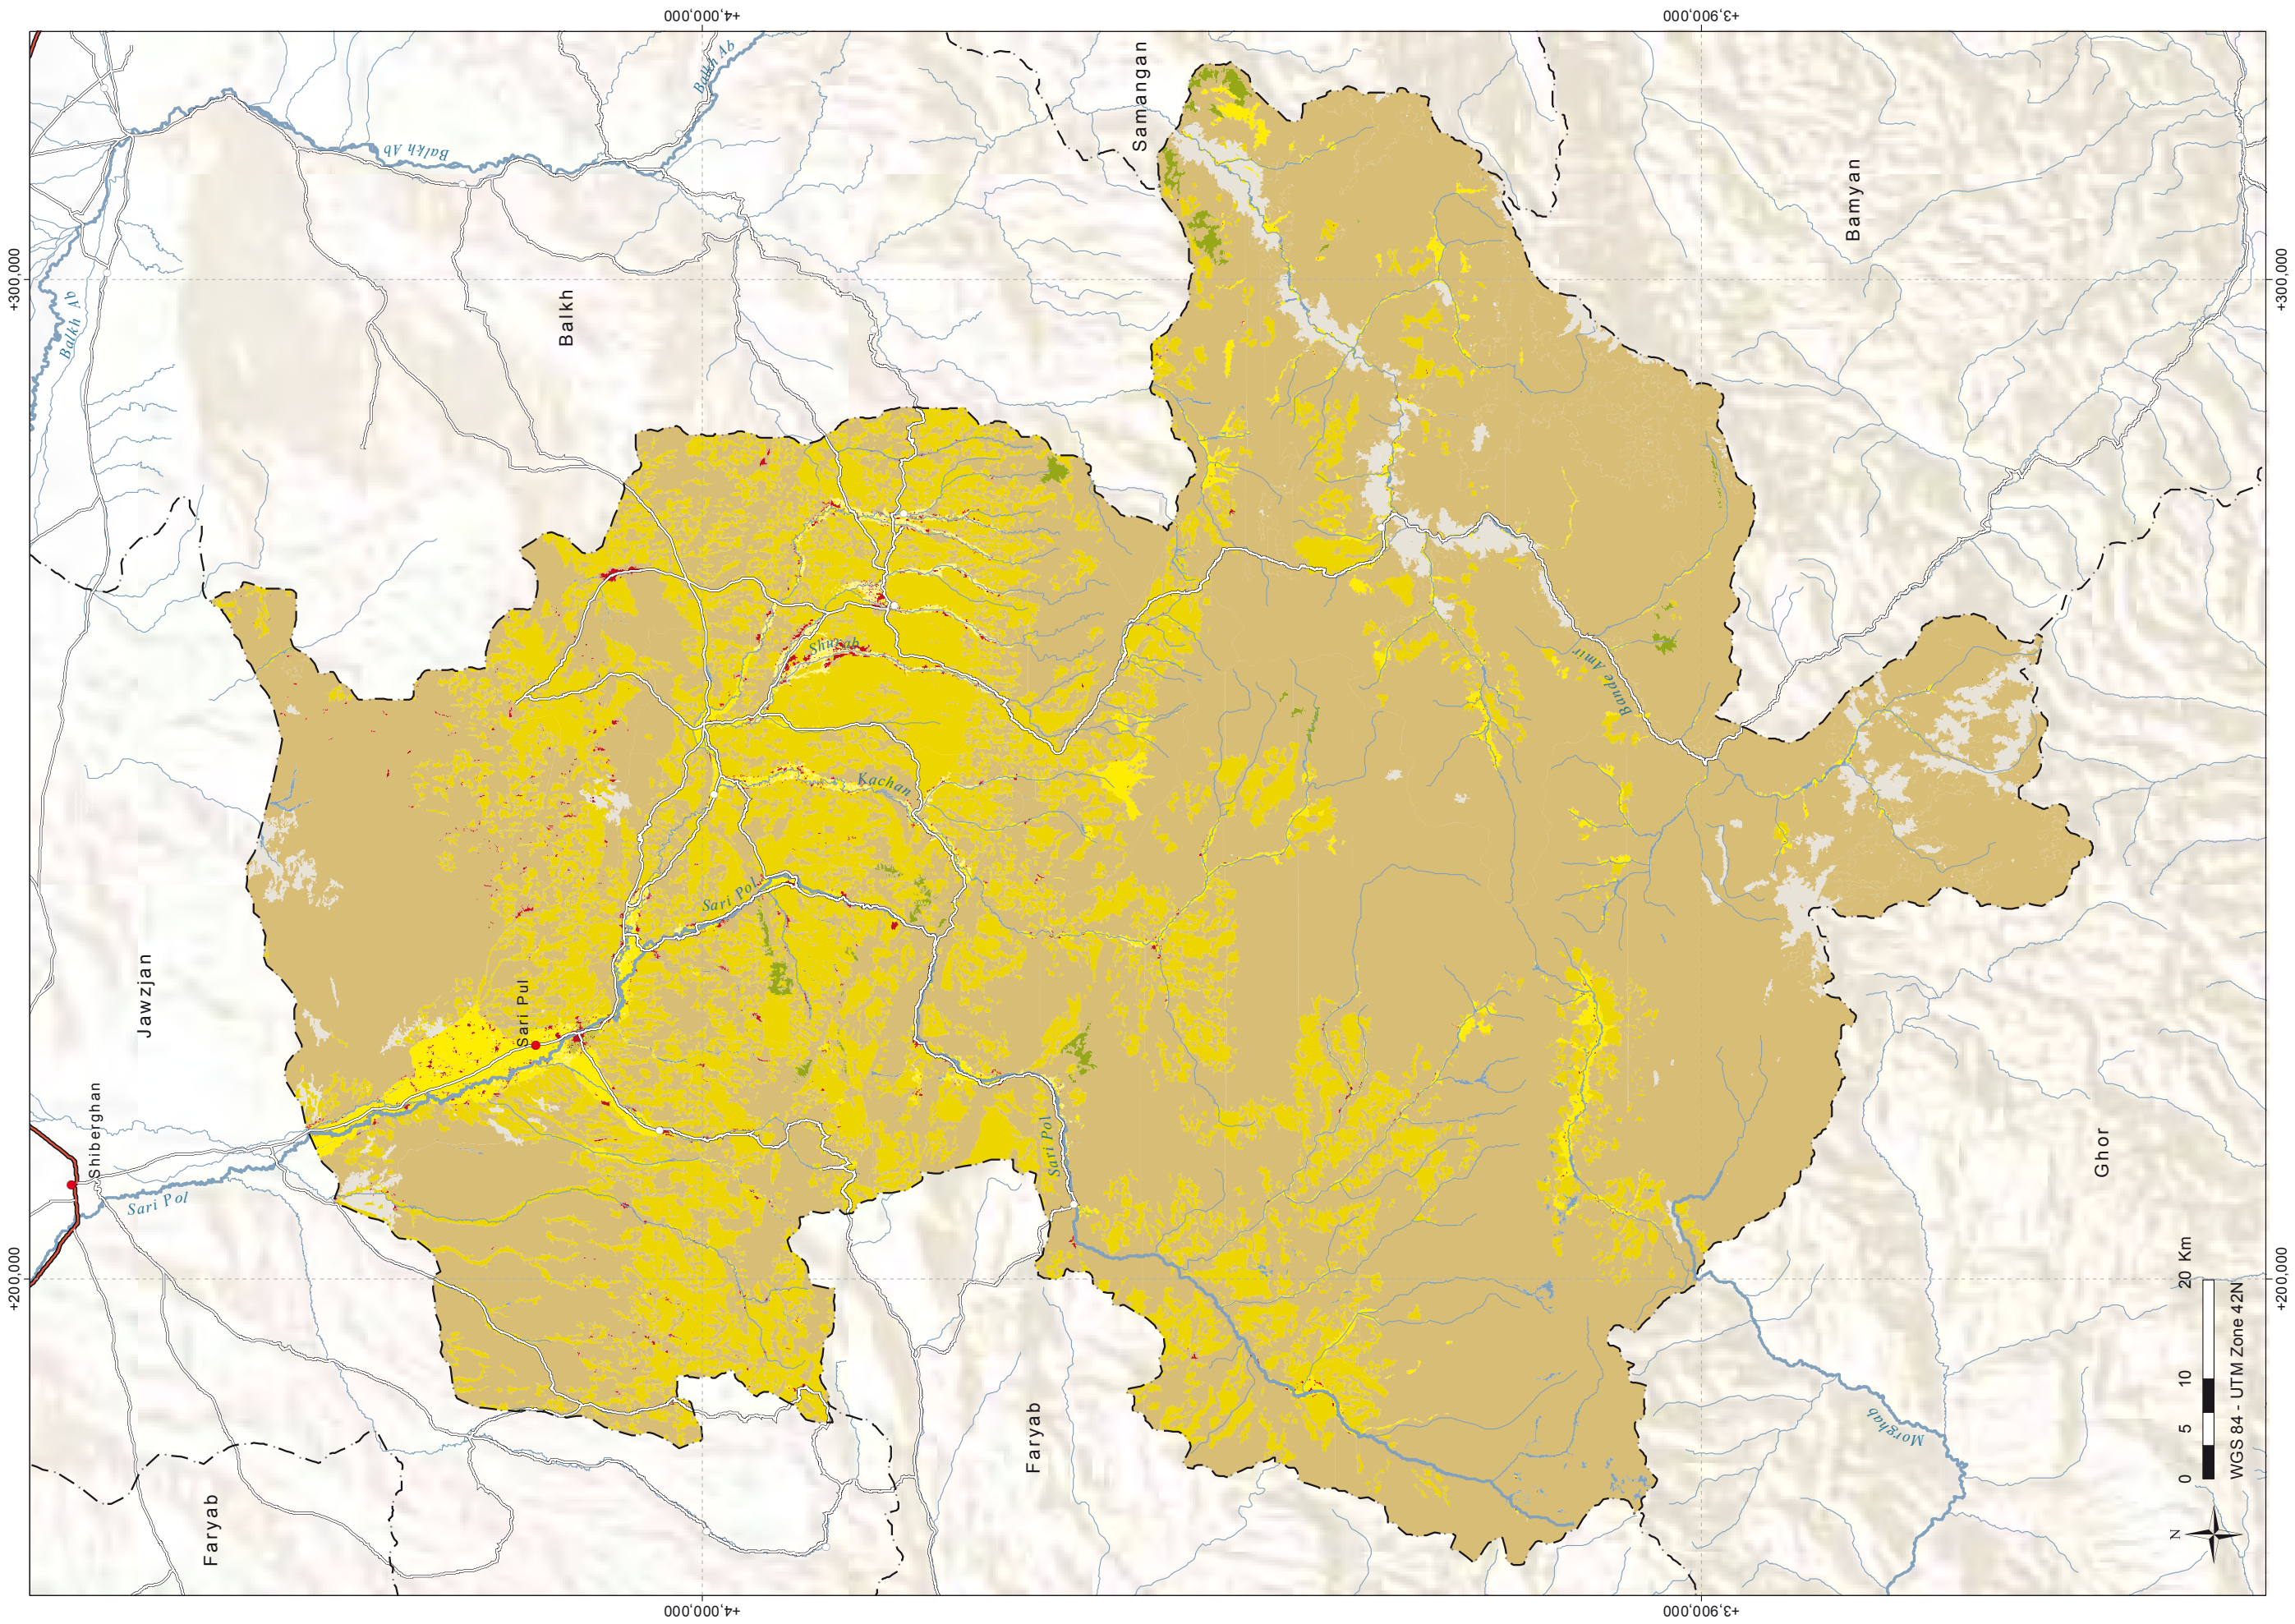 +4,000,000
+3,900,000
Balkh Ab
Samangan
Balkh Ab
Bamyan
+300,000
+300,000
Balkh Ab
Balkh
Shurab
Bande Amir
Kachan
Sari Pol
Jawzjan
Sari Pul
Shiberghan
Sari Pol
Sari Pol
Ghor
+200,000
+200,000
Faryab
Faryab
Morghab
0 5 10 20 Km
WGS 84 - UTM Zone 42N
N
+4,000,000
+3,900,000